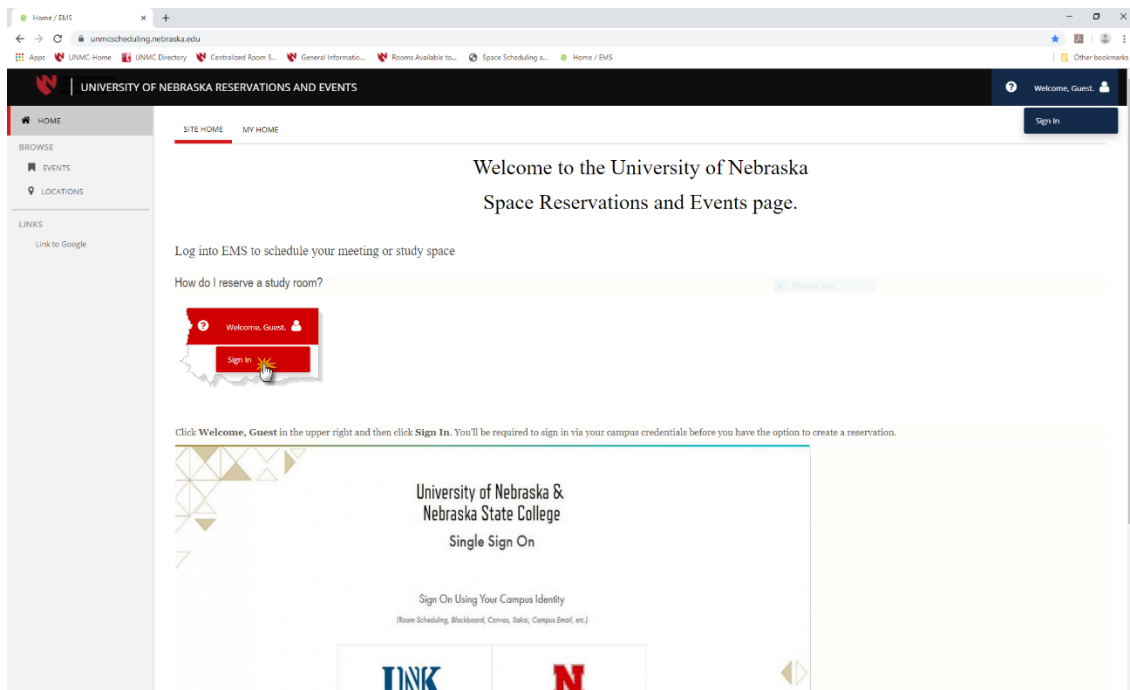 Home / EMS
unmcscheduling.nebraska.edu
Apps UNMC-Home UNMC Directory Centralized Room S... General Informatio... Rooms Available to... Space Scheduling a... Home / EMS Other bookmarks
UNIVERSITY OF NEBRASKA RESERVATIONS AND EVENTS
Welcome, Guest.
Sign In
HOME
BROWSE
EVENTS
LOCATIONS
LINKS
Link to Google
SITE HOME MY HOME
Welcome to the University of Nebraska
Space Reservations and Events page.
Log into EMS to schedule your meeting or study space
How do I reserve a study room?
Welcome, Guest.
Sign In
Click Welcome, Guest in the upper right and then click Sign In. You'll be required to sign in via your campus credentials before you have the option to create a reservation.
University of Nebraska &
Nebraska State College
Single Sign On
Sign On Using Your Campus Identity
(Room Scheduling, Blackboard, Canvas, Sakai, Campus Email, etc.)
UNK N